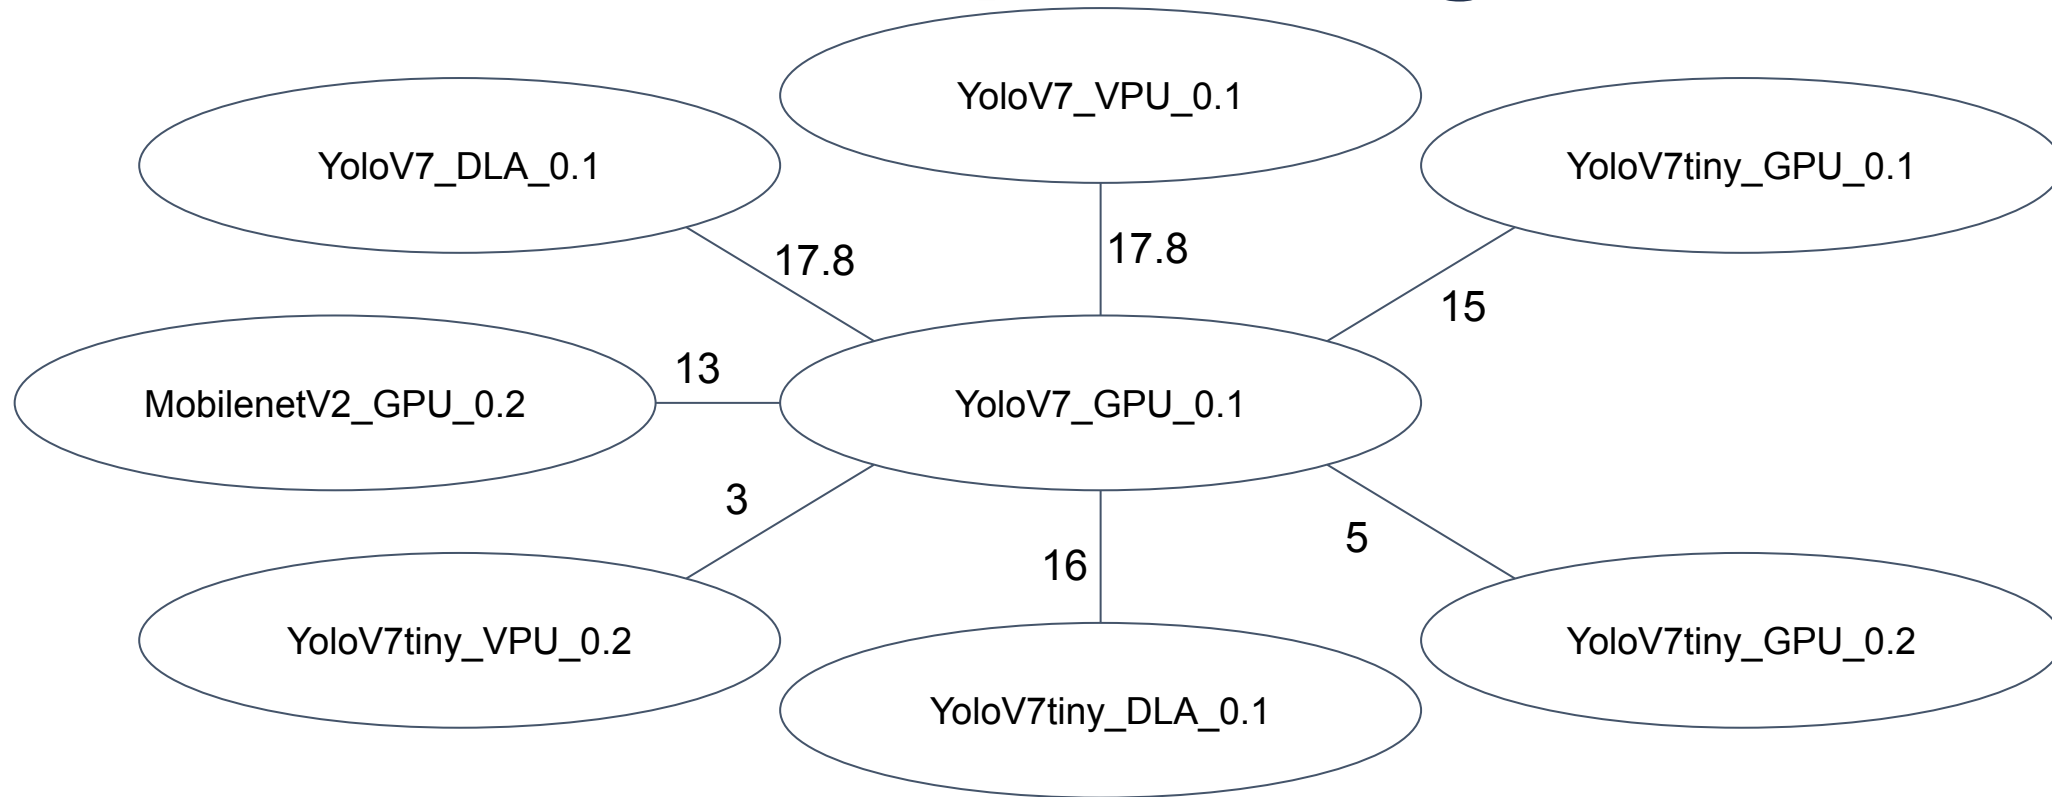 YoloV7_VPU_0.1
YoloV7_DLA_0.1
YoloV7tiny_GPU_0.1
17.8
17.8
15
13
MobilenetV2_GPU_0.2
YoloV7_GPU_0.1
3
5
16
YoloV7tiny_VPU_0.2
YoloV7tiny_GPU_0.2
YoloV7tiny_DLA_0.1